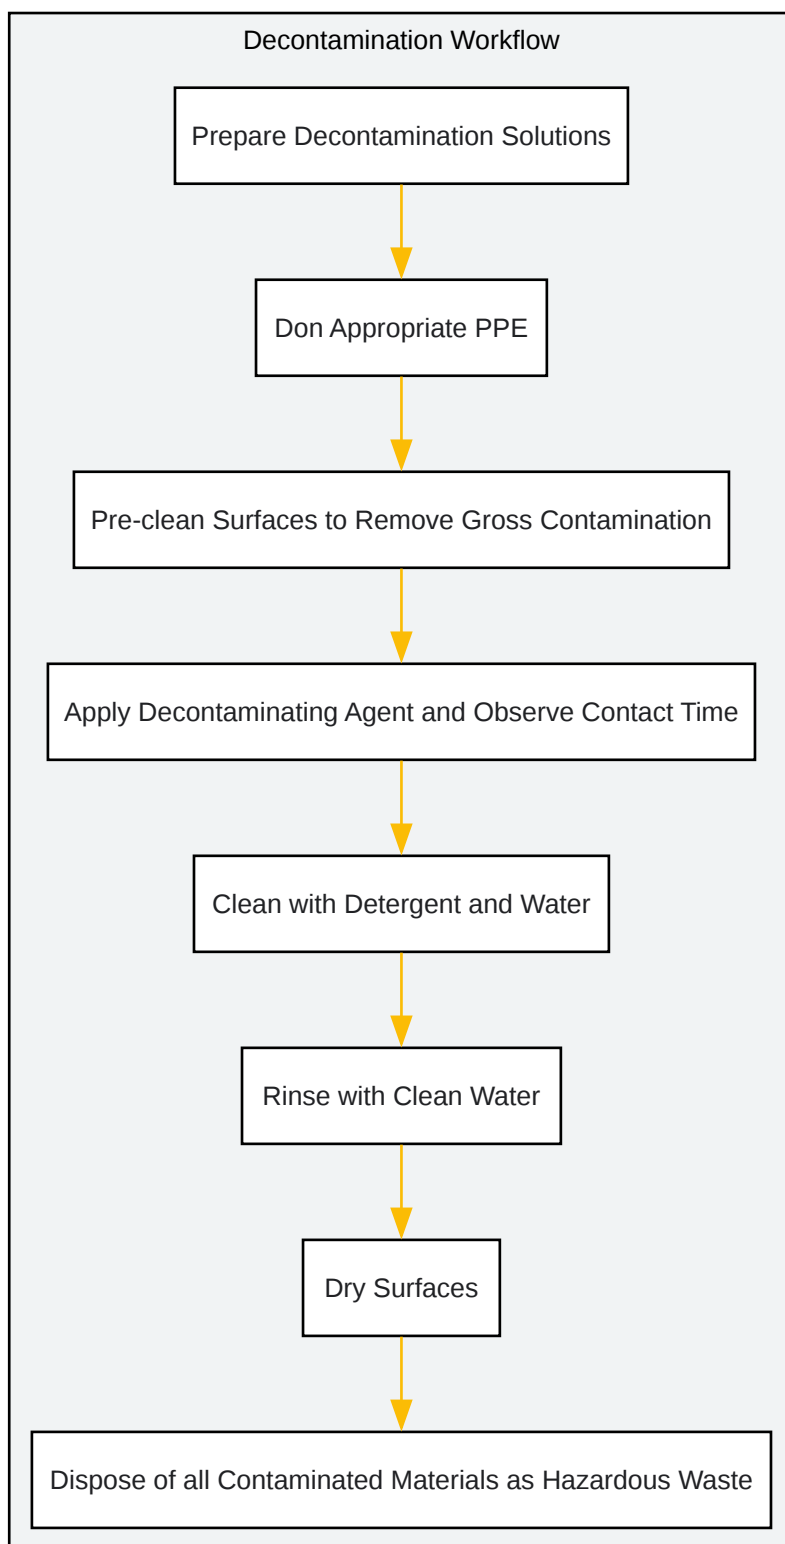 Decontamination Workflow
Prepare Decontamination Solutions
Don Appropriate PPE
Pre-clean Surfaces to Remove Gross Contamination
Apply Decontaminating Agent and Observe Contact Time
Clean with Detergent and Water
Rinse with Clean Water
Dry Surfaces
Dispose of all Contaminated Materials as Hazardous Waste